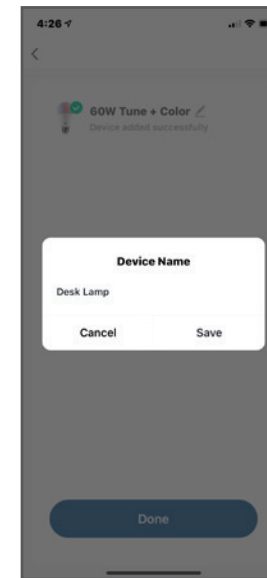 4:26
60W Tune + Color
Device added successfully
Device Name
Desk Lamp
Cancel Save
Done